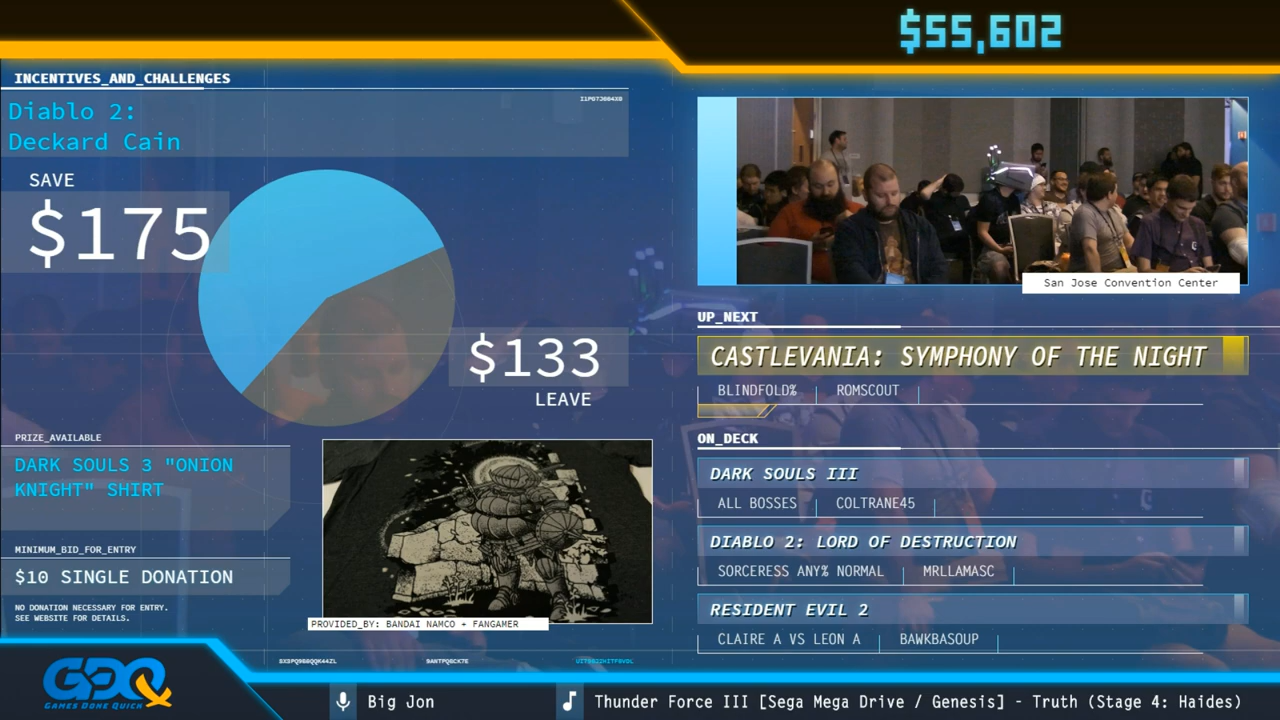 $55,602
INCENTIVES_AND_CHALLENGES
Diablo 2:
Deckard Cain
SAVE
$175
$133
LEAVE
PRIZE_AVAILABLE
DARK SOULS 3 "ONION
KNIGHT" SHIRT
MINIMUM_BID_FOR_ENTRY
$10 SINGLE DONATION
NO DONATION NECESSARY FOR ENTRY.
SEE WEBSITE FOR DETAILS.
PROVIDED_BY: BANDAI NAMCO + FANGAMER
San Jose Convention Center
UP_NEXT
CASTLEVANIA: SYMPHONY OF THE NIGHT
BLINDFOLD% ROMSCOUT
ON_DECK
DARK SOULS III
ALL BOSSES COLTRANE45
DIABLO 2: LORD OF DESTRUCTION
SORCERESS ANY% NORMAL MRLLAMASC
RESIDENT EVIL 2
CLAIRE A VS LEON A BAWKBASOUP
GDQ
GAMES DONE QUICK
Big Jon
Thunder Force III [Sega Mega Drive / Genesis] - Truth (Stage 4: Haides)